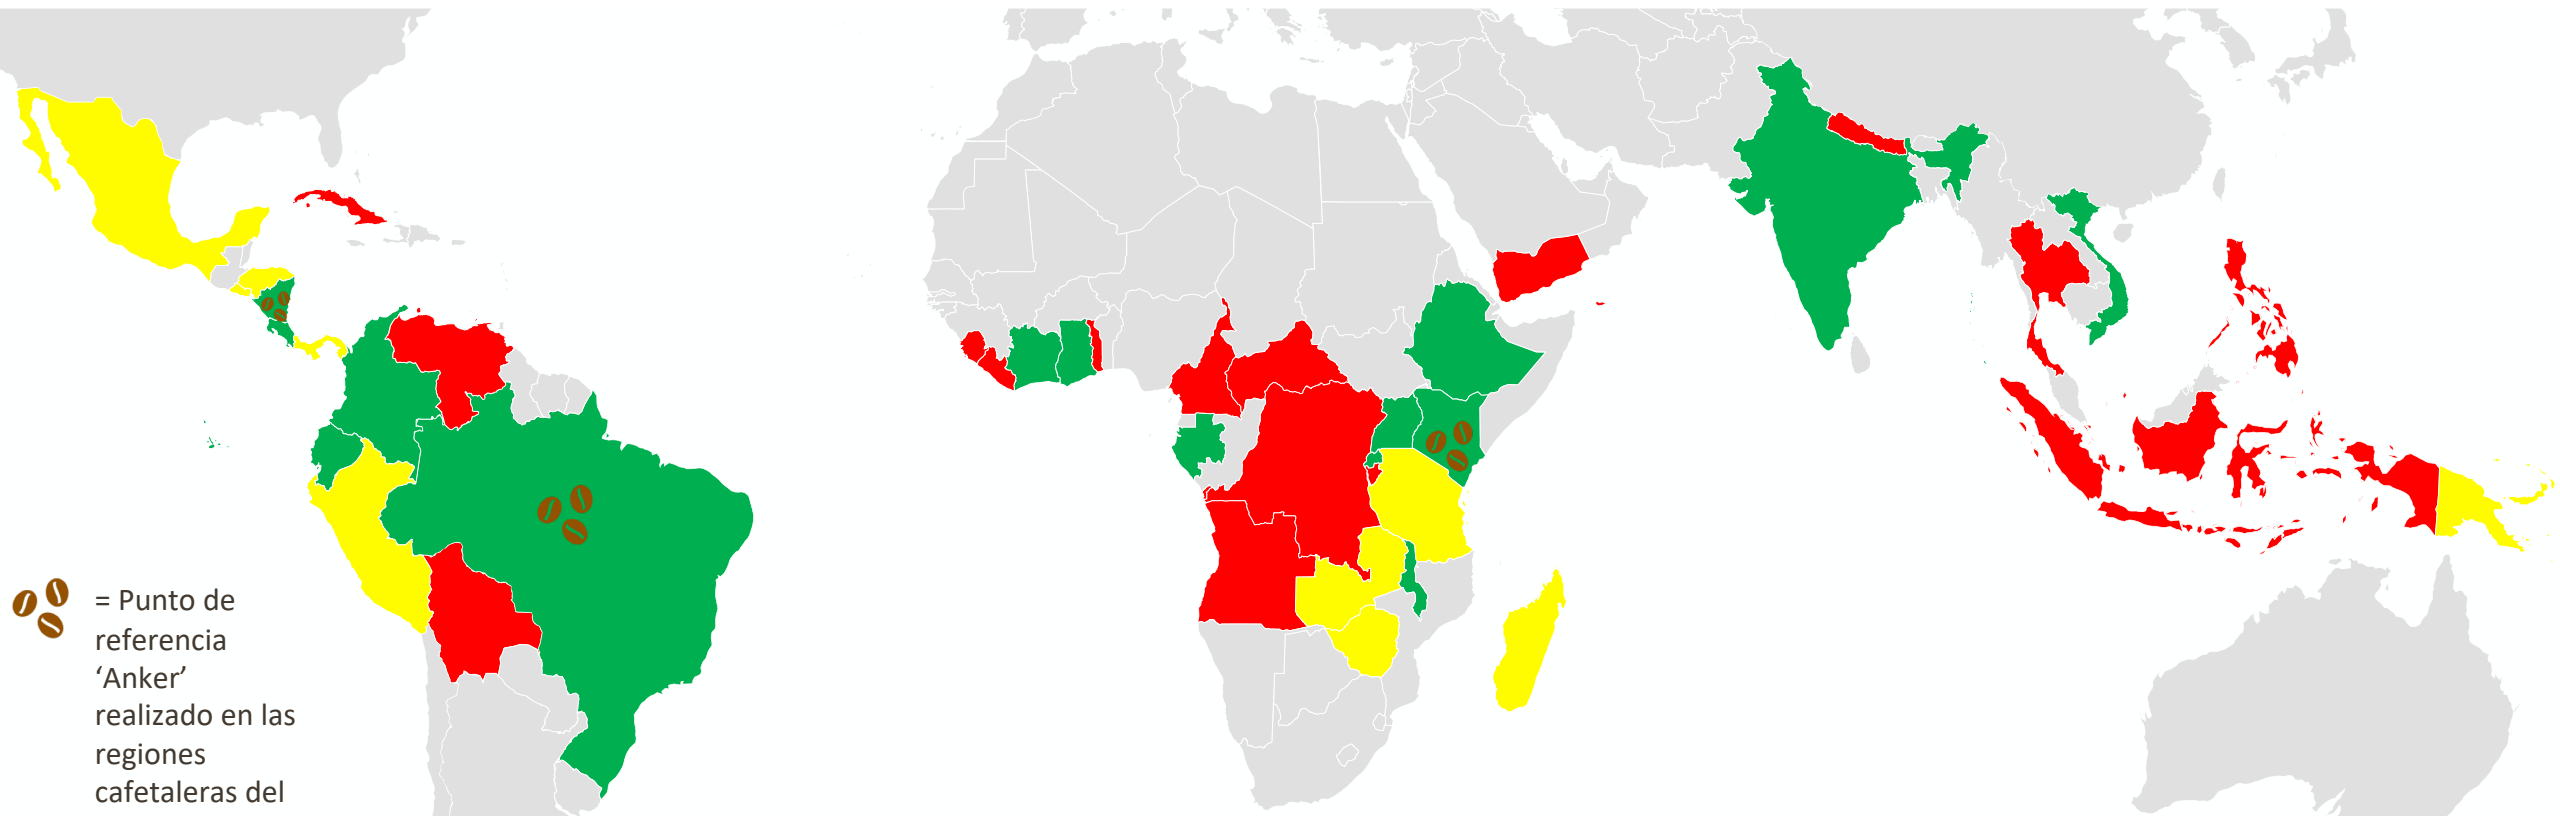 = Punto de
referencia
‘Anker’
realizado en las
regiones
cafetaleras del